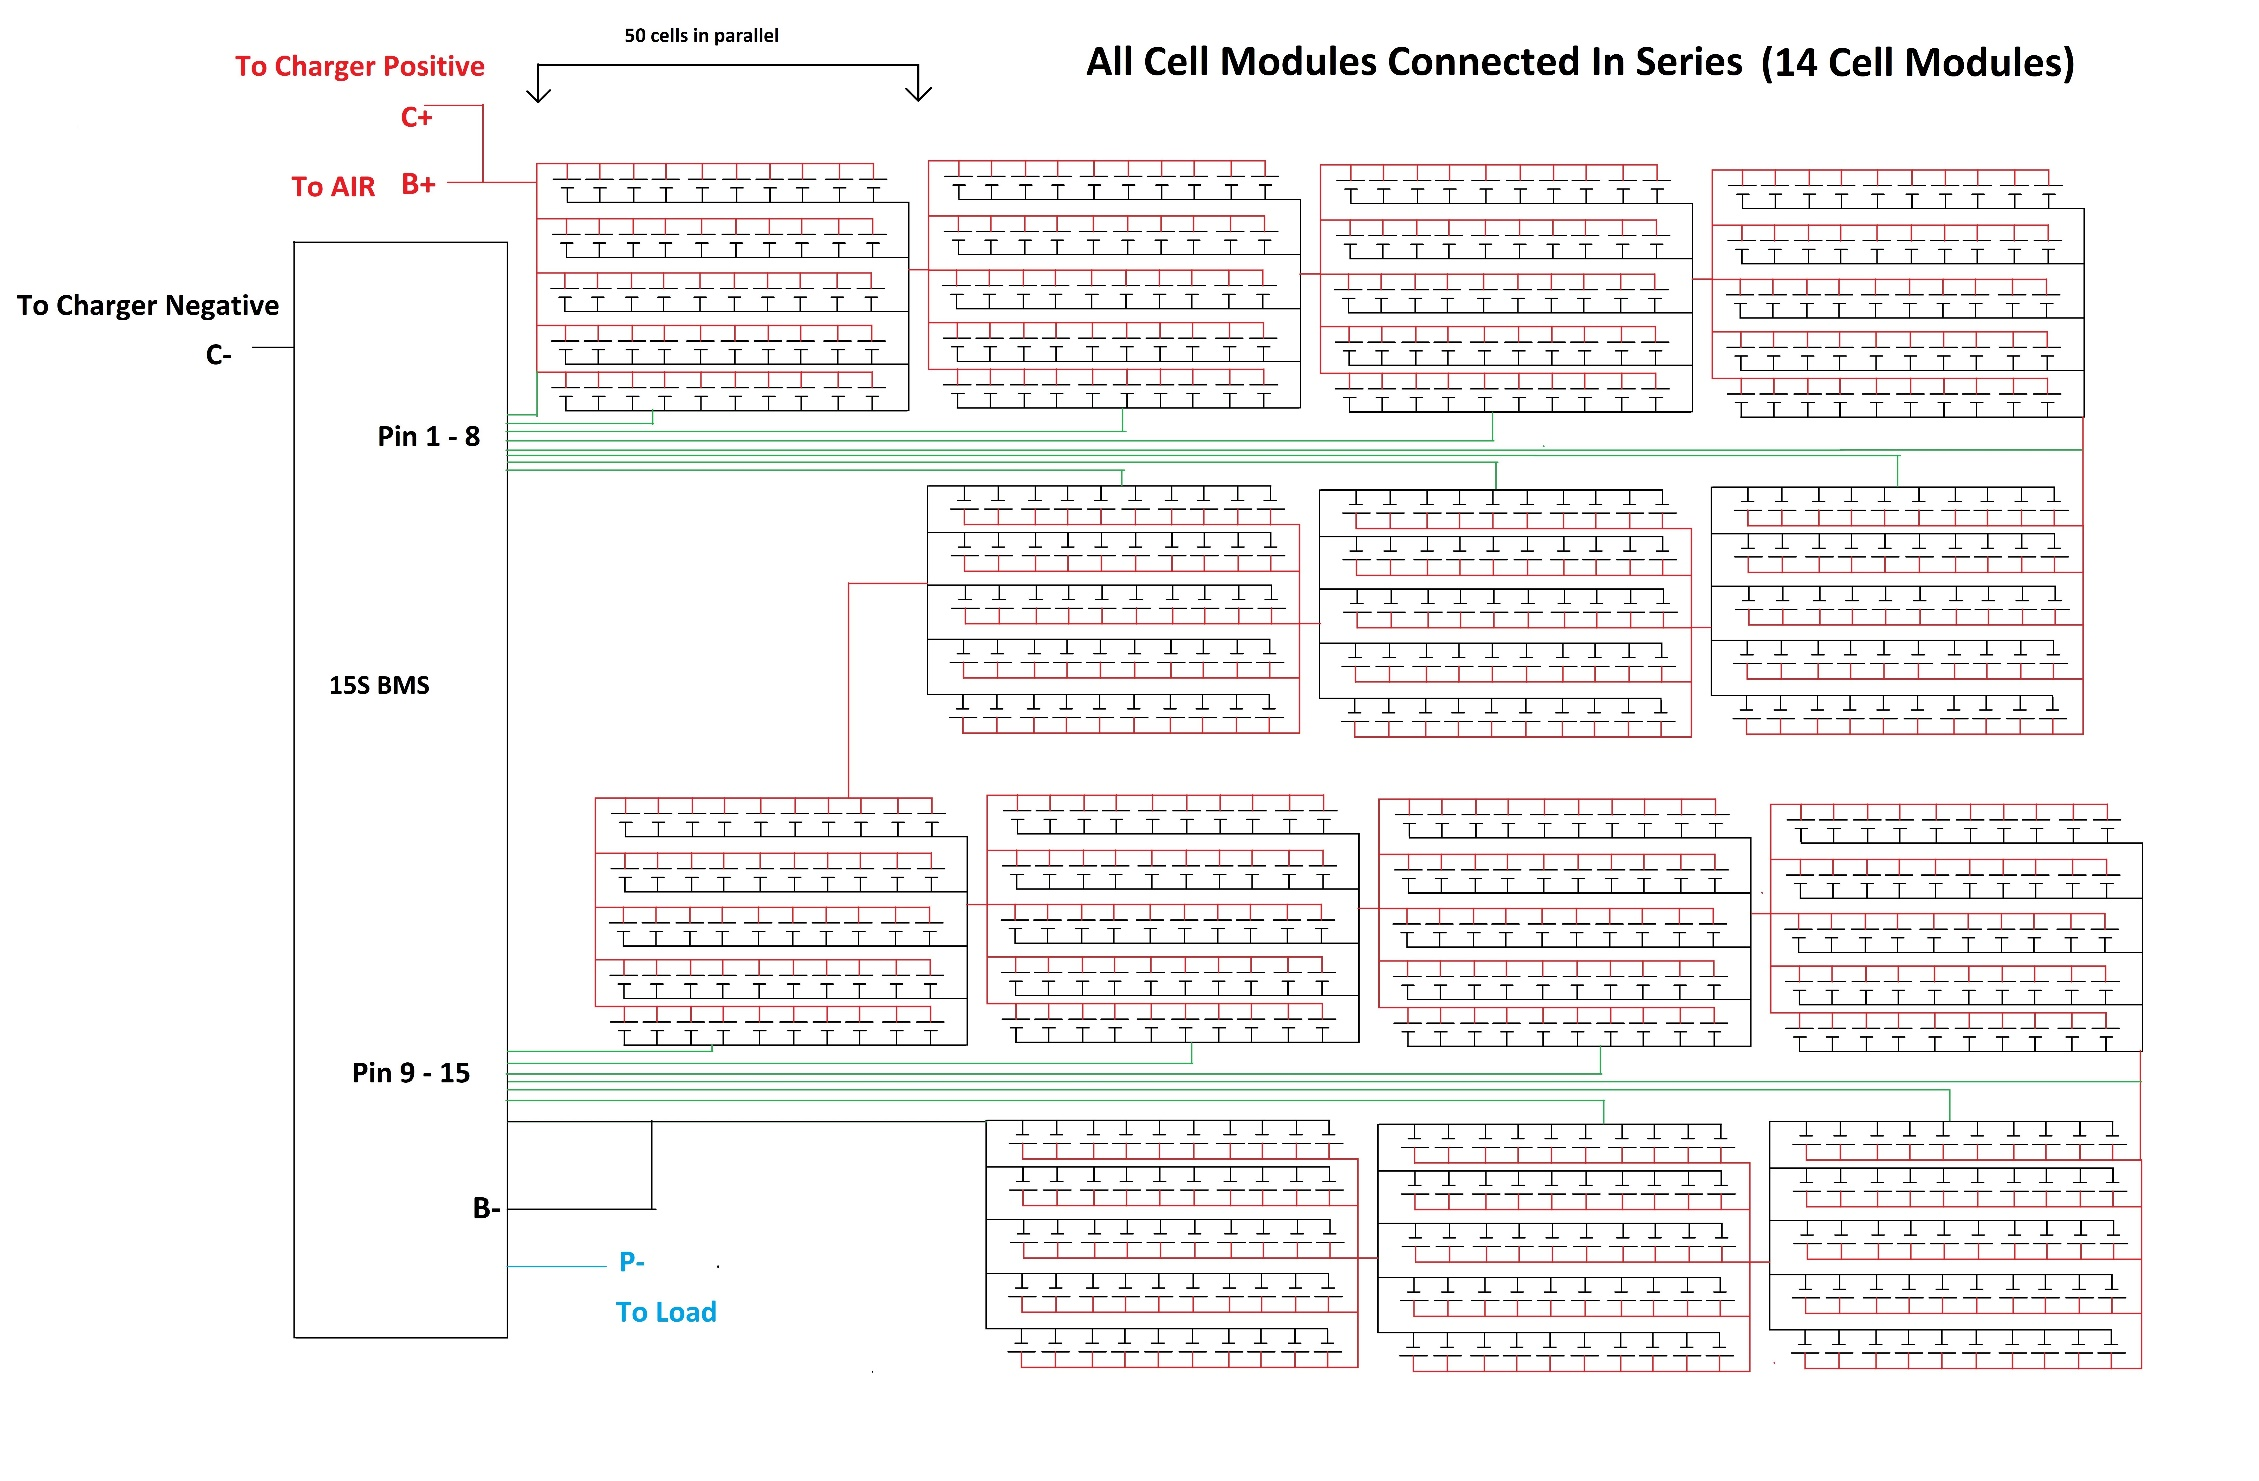 50 cells in parallel
All Cell Modules Connected In Series (14 Cell Modules)
To Charger Positive
C+
To AIR B+
To Charger Negative
C-
Pin 1 - 8
15S BMS
Pin 9 - 15
B-
P-
To Load